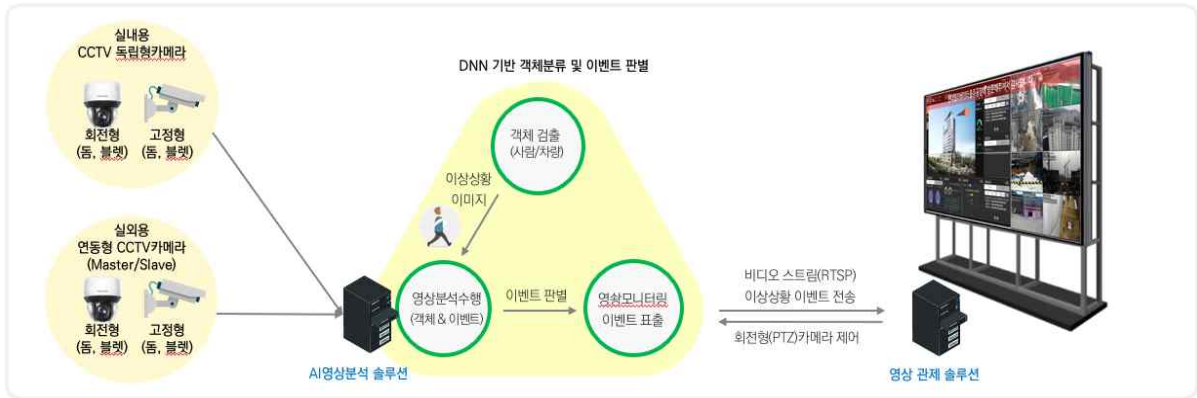 실내용
CCTV 독립형카메라
회전형 고정형
(돔, 불렛) (돔, 불렛)
실외용
연동형 CCTV카메라
(Master/Slave)
회전형 고정형
(돔, 불렛) (돔, 불렛)
DNN 기반 객체분류 및 이벤트 판별
객체 검출
(사람/차량)
이상상황
이미지
영상분석수행
(객체 & 이벤트)
이벤트 판별
영상모니터링
이벤트 표출
AI영상분석 솔루션
비디오 스트림(RTSP)
이상상황 이벤트 전송
회전형(PTZ)카메라 제어
영상 관제 솔루션